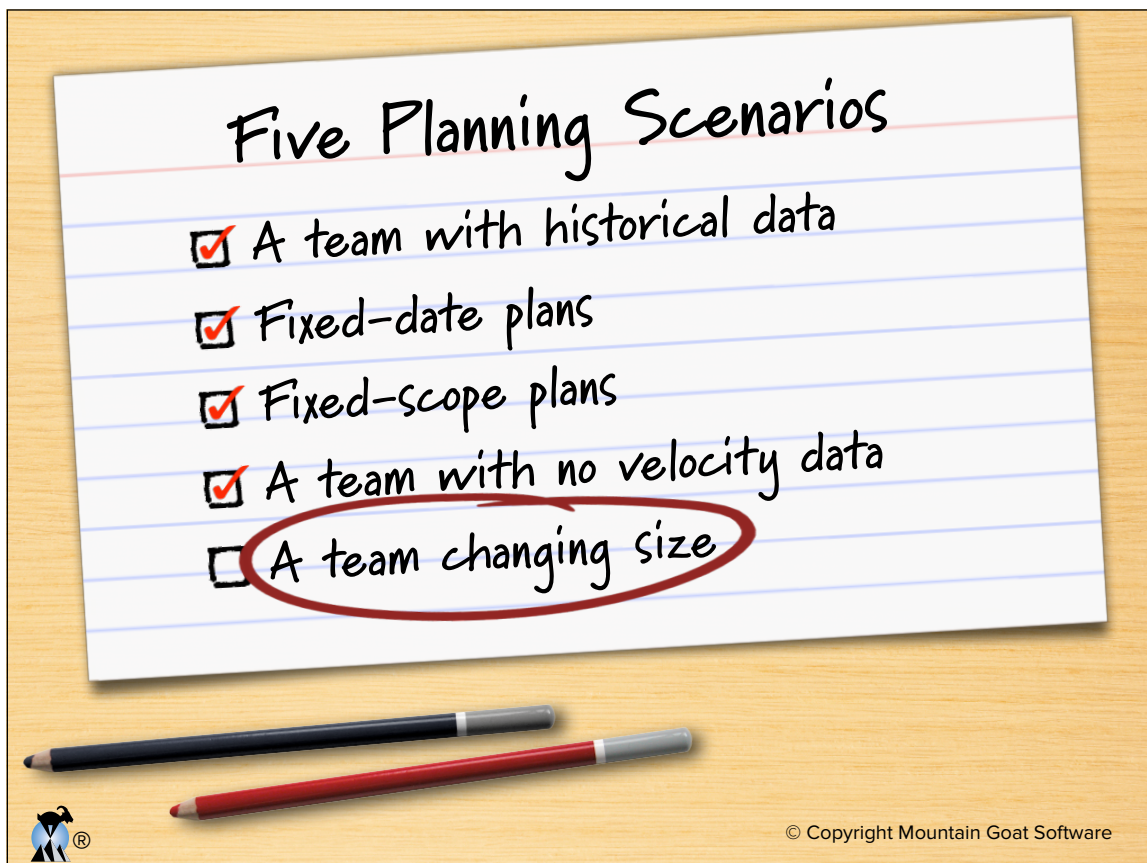 Five Planning Scenarios
A team with historical data
Fixed-date plans
Fixed-scope plans
A team with no velocity data
A team changing size
®
© Copyright Mountain Goat Software